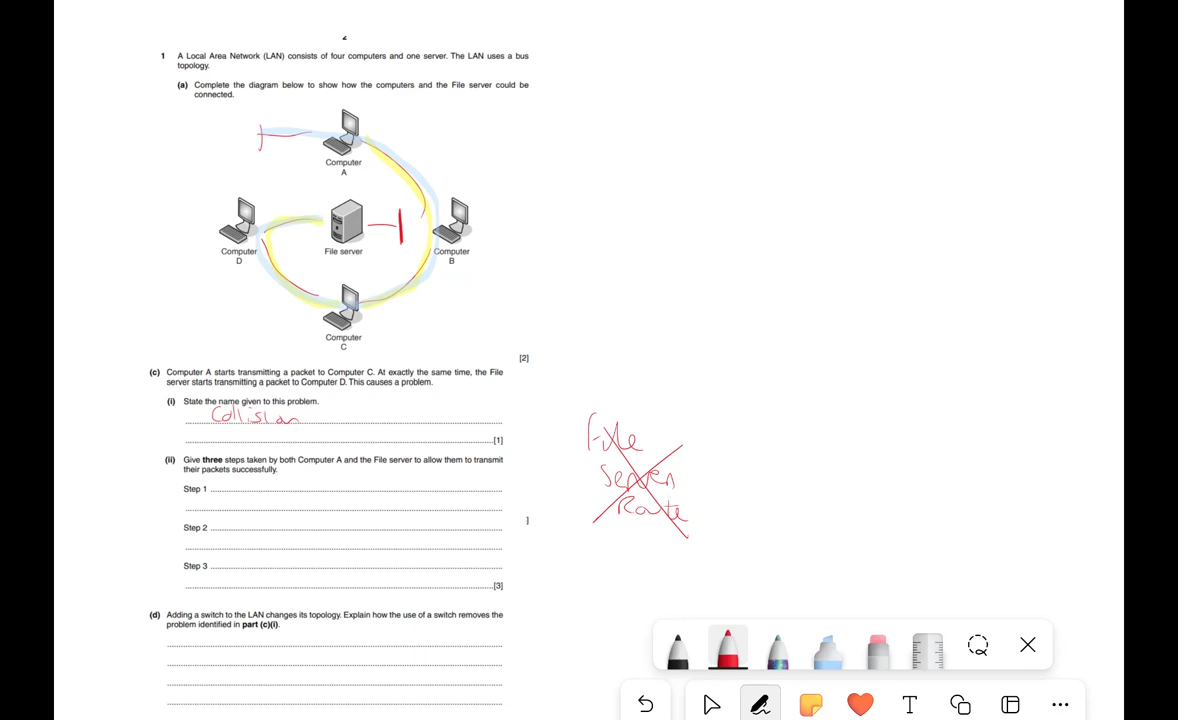 1 A Local Area Network (LAN) consists of four computers and one server. The LAN uses a bus
topology.
(a) Complete the diagram below to show how the computers and the File server could be
connected.
Computer
A
Computer
D
File server
Computer
B
Computer
C
[2]
(c) Computer A starts transmitting a packet to Computer C. At exactly the same time, the File
server starts transmitting a packet to Computer D. This causes a problem.
(i) State the name given to this problem.
Collision
[1]
File
Server
Route
(ii) Give three steps taken by both Computer A and the File server to allow them to transmit
their packets successfully.
Step 1
]
Step 2
Step 3
[3]
(d) Adding a switch to the LAN changes its topology. Explain how the use of a switch removes the
problem identified in part (c)(i).
T